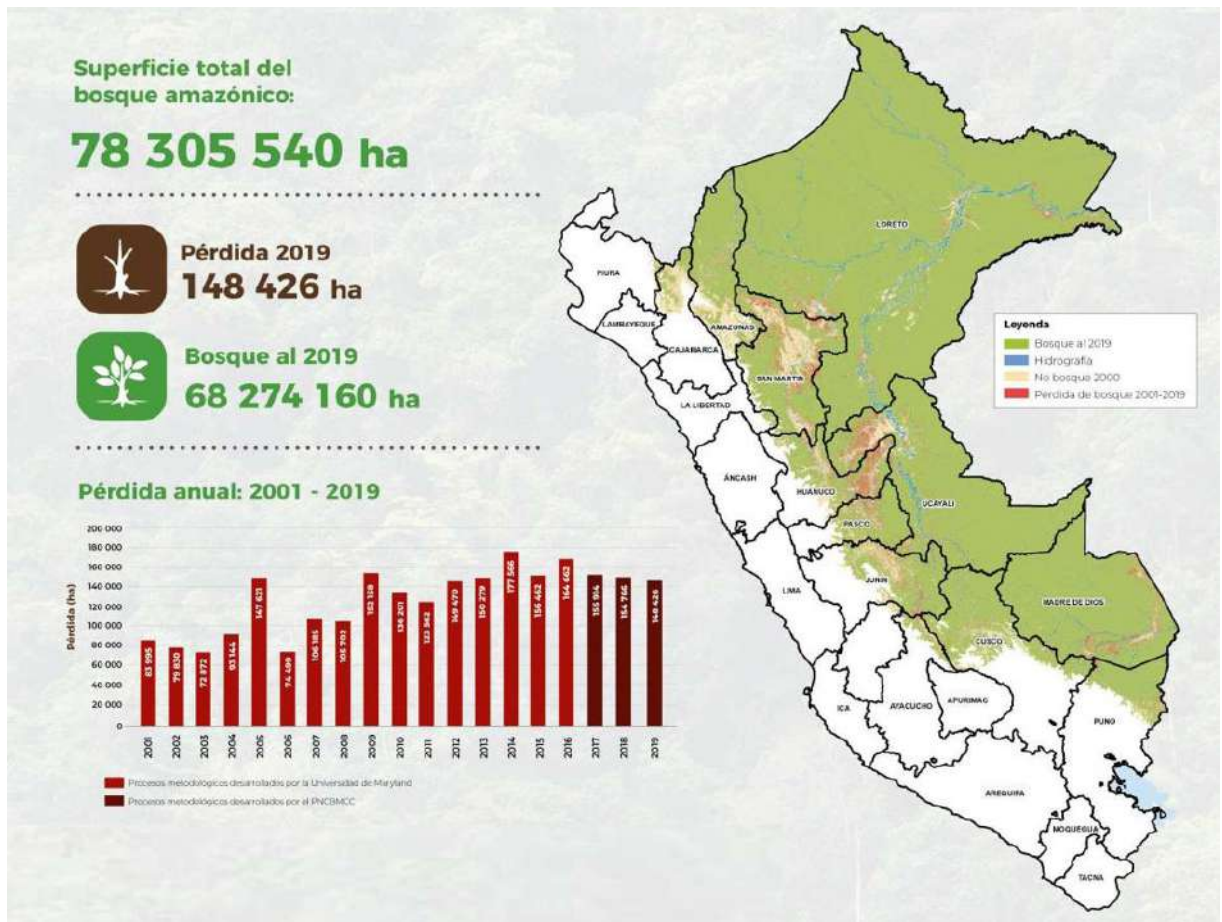 Superficie total del
bosque amazónico:
78 305 540 ha
Pérdida 2019
148 426 ha
Bosque al 2019
68 274 160 ha
Pérdida anual: 2001 - 2019
Pérdida (ha)
200 000
180 000
160 000
140 000
120 000
100 000
80 000
60 000
40 000
20 000
0
83 995
79 830
72 872
93 144
147 621
74 499
106 185
105 702
152 158
136 201
123 562
149 470
150 279
177 566
156 462
164 662
155 914
154 766
148 426
2001
2002
2003
2004
2005
2006
2007
2008
2009
2010
2011
2012
2013
2014
2015
2016
2017
2018
2019
Procesos metodológicos desarrollados por la Universidad de Maryland
Procesos metodológicos desarrollados por el PNCBMCC
LORETO
PIURA
LAMBAYEQUE
CAJAMARCA
AMAZONAS
SAN MARTIN
LA LIBERTAD
ÁNCASH
HUÁNUCO
UCAYALI
PASCO
LIMA
JUNIN
MADRE DE DIOS
CUSCO
ICA
AYACUCHO
APURIMAC
PUNO
AREQUIPA
MOQUEGUA
TACNA
Leyenda
Bosque al 2019
Hidrografía
No bosque 2000
Perdida de bosque 2001-2019